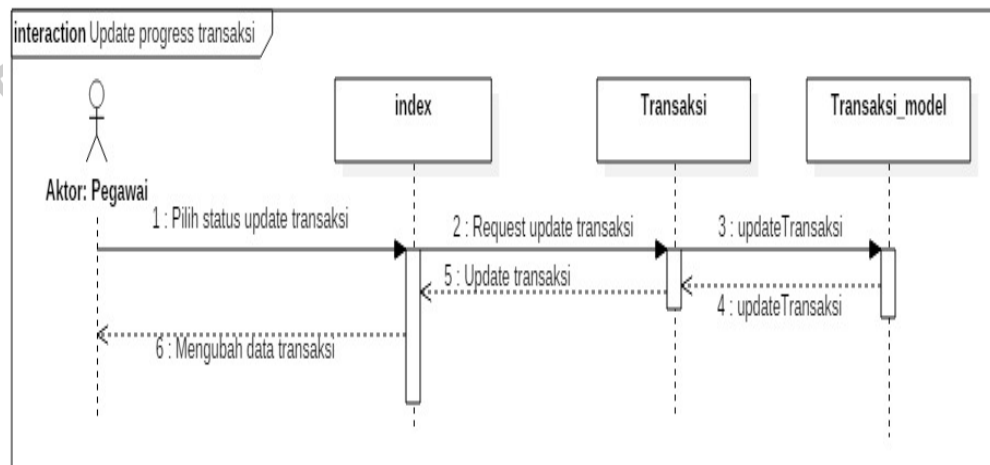 interaction Update progress transaksi
index
Transaksi
Transaksi_model
Aktor: Pegawai
1 : Pilih status update transaksi
2 : Request update transaksi
3 : updateTransaksi
5 : Update transaksi
4 : updateTransaksi
6 : Mengubah data transaksi